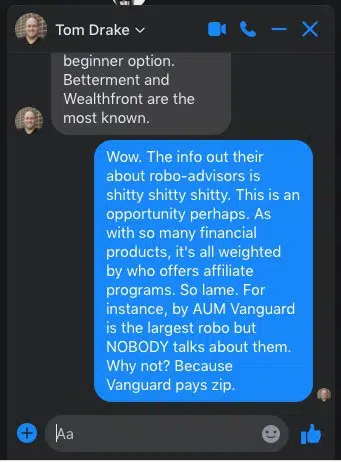 Tom Drake
beginner option.
Betterment and
Wealthfront are the
most known.
Wow. The info out their
about robo-advisors is
shitty shitty shitty. This is an
opportunity perhaps. As
with so many financial
products, it's all weighted
by who offers affiliate
programs. So lame. For
instance, by AUM Vanguard
is the largest robo but
NOBODY talks about them.
Why not? Because
Vanguard pays zip.
Aa